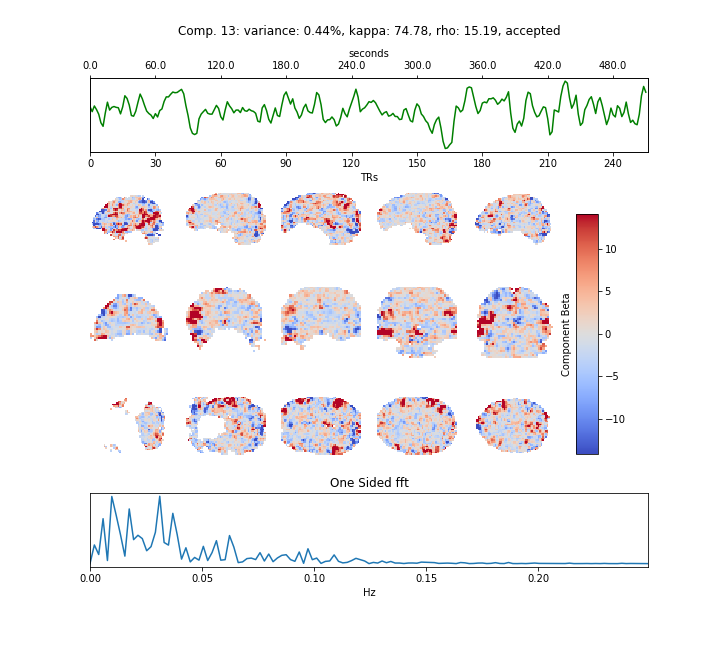 Comp. 13: variance: 0.44%, kappa: 74.78, rho: 15.19, accepted
seconds
0.0 60.0 120.0 180.0 240.0 300.0 360.0 420.0 480.0
0 30 60 90 120 150 180 210 240
TRs
10
5
0
−5
−10
Component Beta
One Sided fft
0.00 0.05 0.10 0.15 0.20
Hz